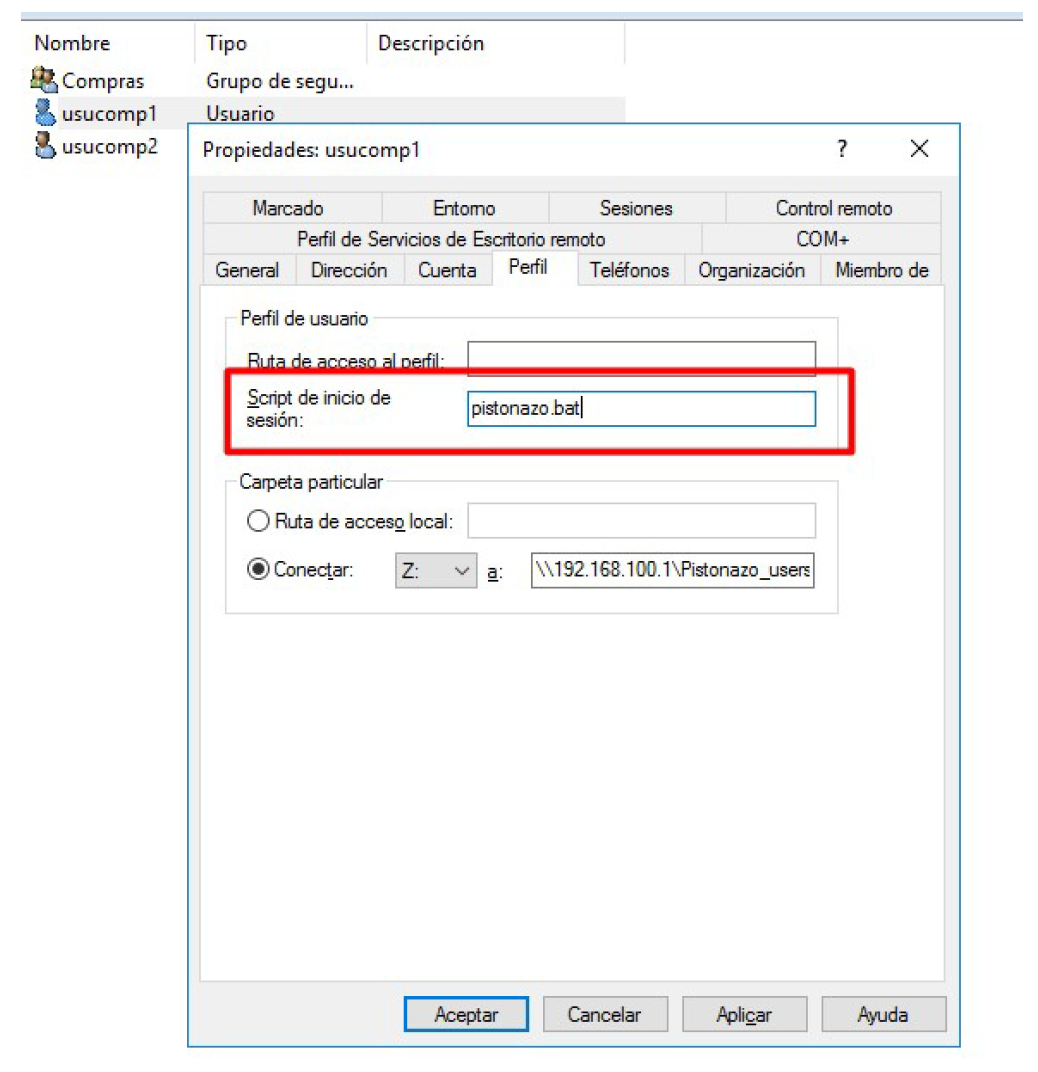 Nombre Tipo Descripción
Compras Grupo de segu...
usucomp1 Usuario
usucomp2
Propiedades: usucomp1 ? ×
Marcado Entorno Sesiones Control remoto
Perfil de Servicios de Escritorio remoto COM+
General Dirección Cuenta Perfil Teléfonos Organización Miembro de
Perfil de usuario
Ruta de acceso al perfil:
Script de inicio de
sesión:
pistonazo.bat
Carpeta particular
Ruta de acceso local:
Conectar: Z: a: \\192.168.100.1\Pistonazo_users
Aceptar Cancelar Aplicar Ayuda